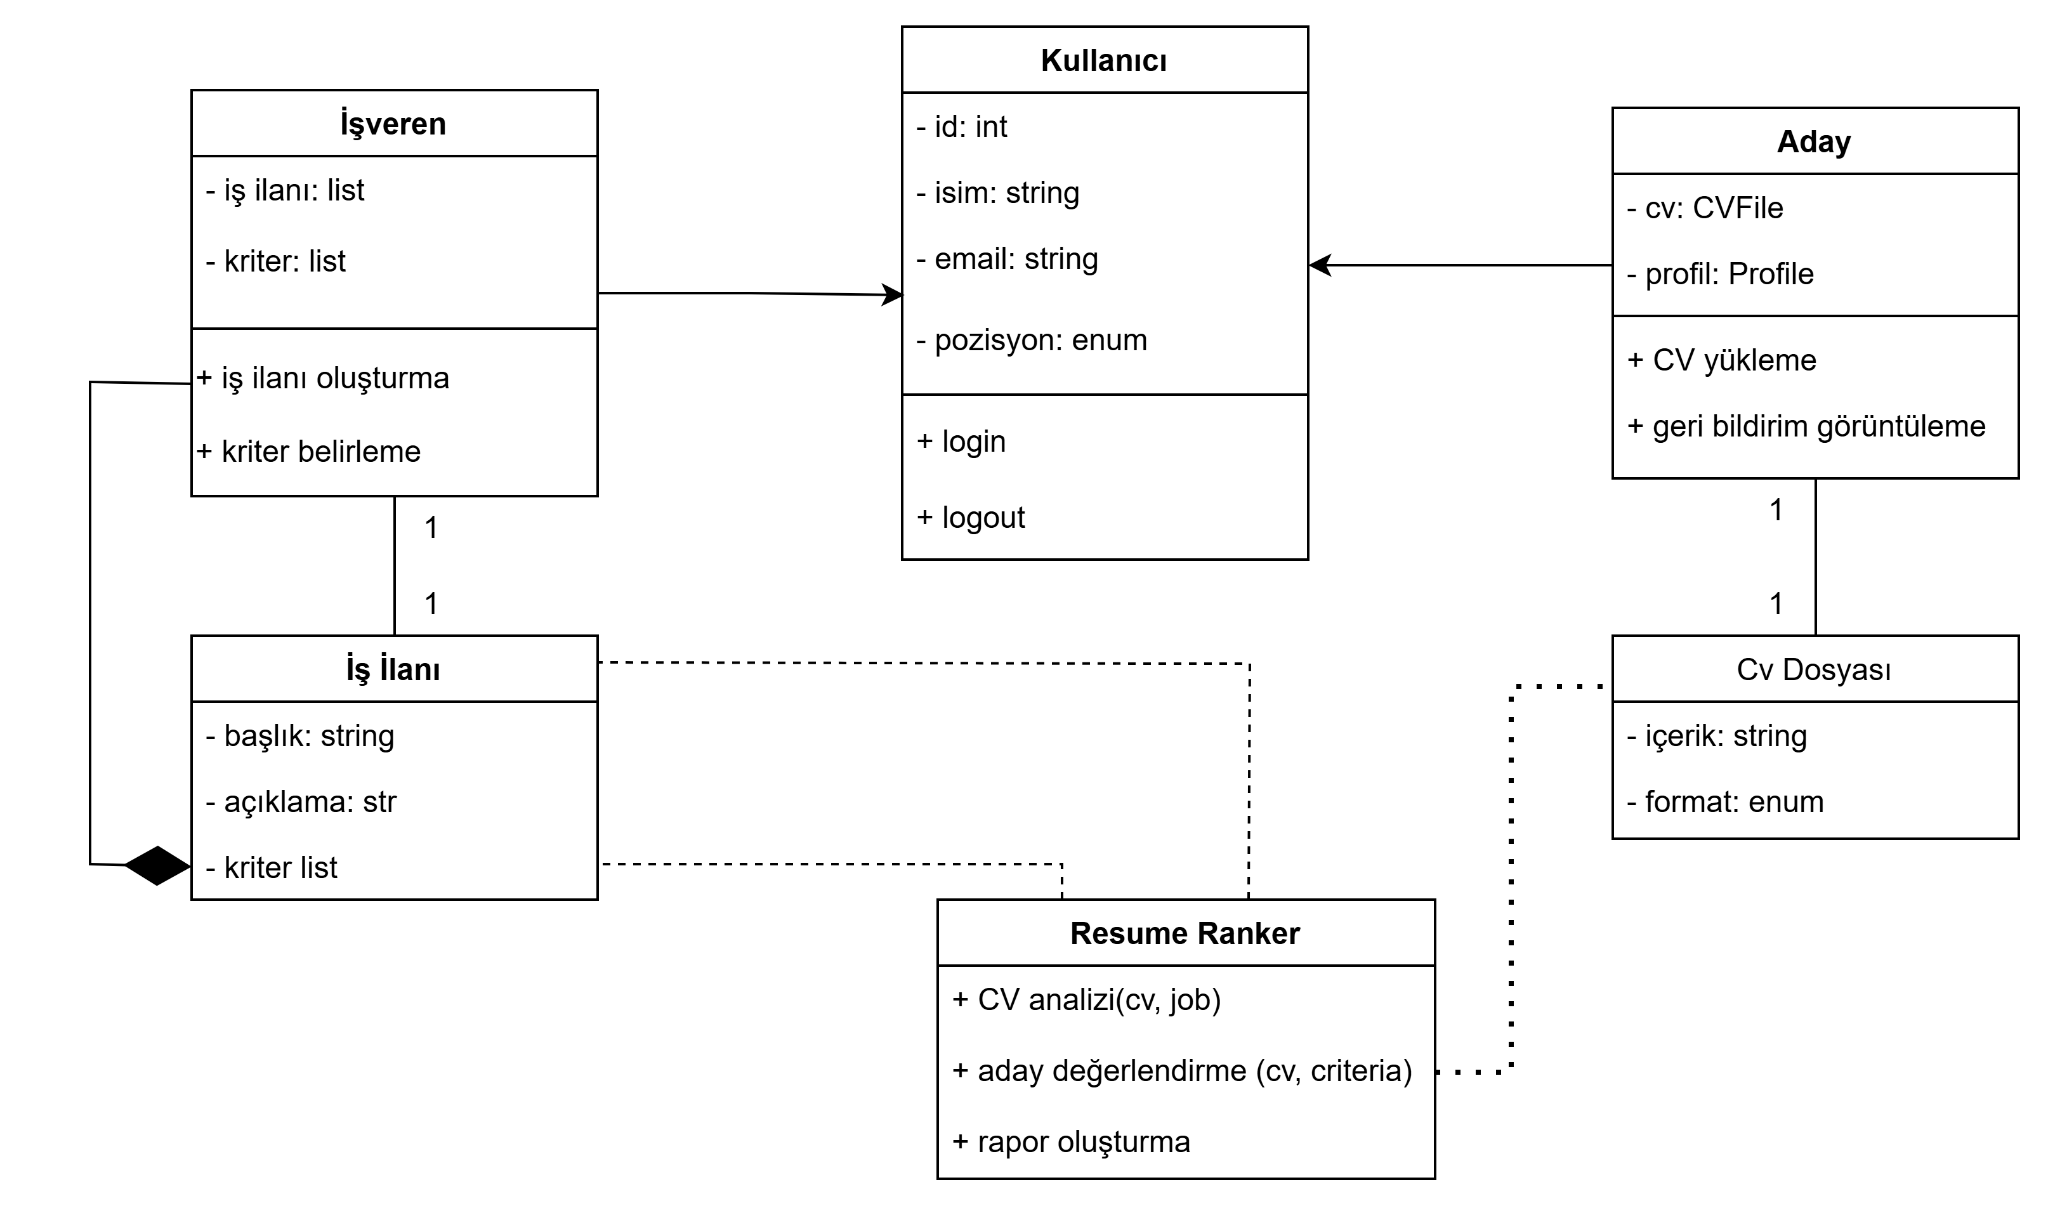 Kullanıcı
- id: int
- isim: string
- email: string
- pozisyon: enum
+ login
+ logout
İşveren
- iş ilanı: list
- kriter: list
+ iş ilanı oluşturma
+ kriter belirleme
1
1
Aday
- cv: CVFile
- profil: Profile
+ CV yükleme
+ geri bildirim görüntüleme
1
1
İş İlanı
- başlık: string
- açıklama: str
- kriter list
Cv Dosyası
- içerik: string
- format: enum
Resume Ranker
+ CV analizi(cv, job)
+ aday değerlendirme (cv, criteria)
+ rapor oluşturma